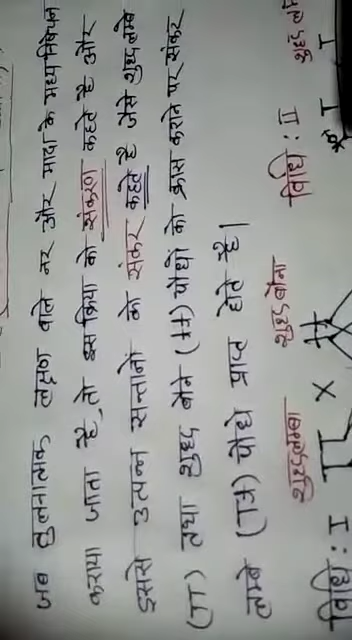 जब तुलनात्मक लक्षण वाले नर और मादा के मध्य निषेचन
कराया जाता है, तो इस क्रिया को संकरण कहते है और
इससे उत्पन्न सन्तानो को संकर कहते है जैसे शुद्ध लम्बे
(TT) तथा शुद्ध बौने (tt) पौधों को क्रास कराने पर संकर
लम्बे (Tt) पौधे प्राप्त होते है।
शुद्ध लम्बा शुद्ध बौना
विधि : I TT × tt
विधि : II शुद्ध
T T